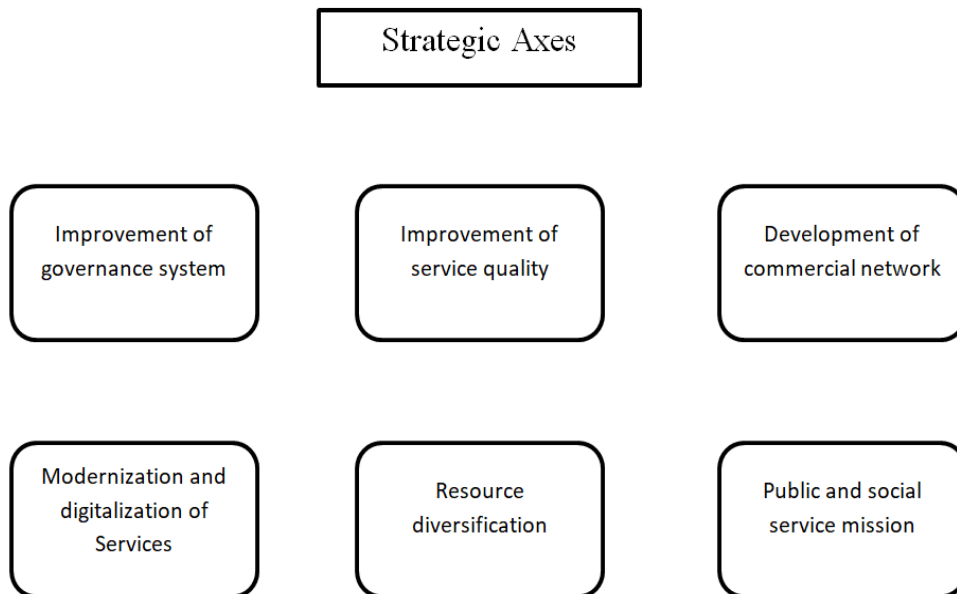 Strategic Axes
Improvement of
governance system
Improvement of
service quality
Development of
commercial network
Modernization and
digitalization of
Services
Resource
diversification
Public and social
service mission